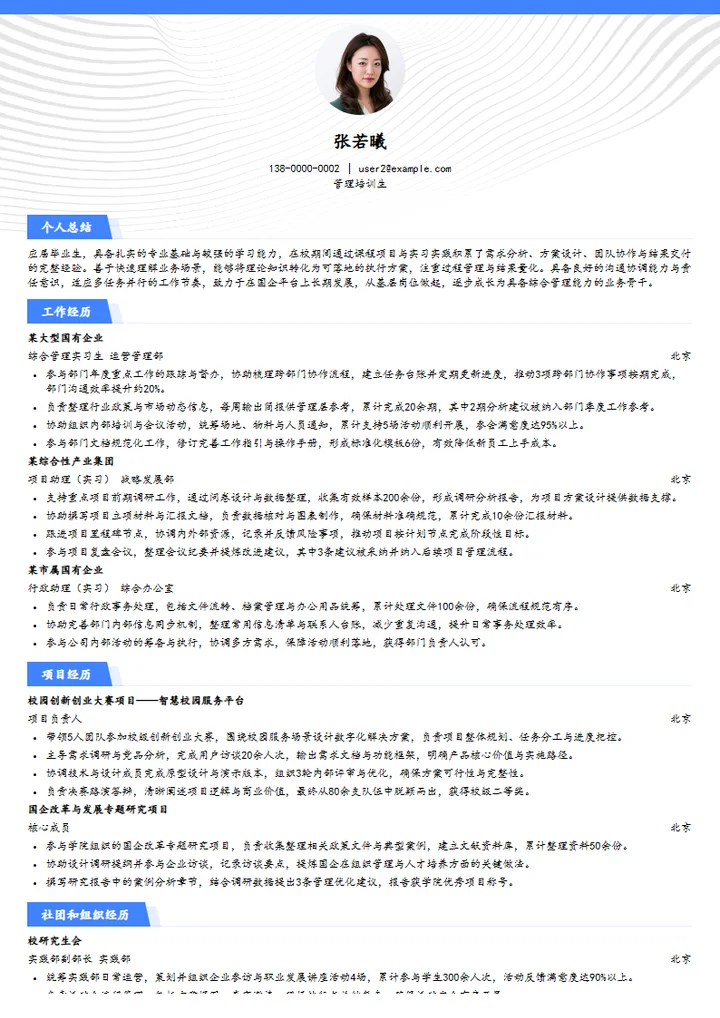 张若曦
138-0000-0002 | user2@example.com
管理培训生
个人总结
应届毕业生，具备扎实的专业基础与较强的学习能力，在校期间通过课程项目与实习实践积累了需求分析、方案设计、团队协作与结果交付
的完整经验。善于快速理解业务场景，能够将理论知识转化为可落地的执行方案，注重过程管理与结果量化。具备良好的沟通协调能力与责
任意识，适应多任务并行的工作节奏，致力于在国企平台上长期发展，从基层岗位做起，逐步成长为具备综合管理能力的业务骨干。
工作经历
某大型国有企业
综合管理实习生 运营管理部 北京
• 参与部门年度重点工作的跟踪与督办，协助梳理跨部门协作流程，建立任务台账并定期更新进度，推动3项跨部门协作事项按期完成，
部门沟通效率提升约20%。
• 负责整理行业政策与市场动态信息，每周输出简报供管理层参考，累计完成20余期，其中2期分析建议被纳入部门季度工作参考。
• 协助组织内部培训与会议活动，统筹场地、物料与人员通知，累计支持5场活动顺利开展，参会满意度达95%以上。
• 参与部门文档规范化工作，修订完善工作指引与操作手册，形成标准化模板6份，有效降低新员工上手成本。
某综合性产业集团
项目助理（实习） 战略发展部 北京
• 支持重点项目前期调研工作，通过问卷设计与数据整理，收集有效样本200余份，形成调研分析报告，为项目方案设计提供数据支撑。
• 协助撰写项目立项材料与汇报文档，负责数据核对与图表制作，确保材料准确规范，累计完成10余份汇报材料。
• 跟进项目里程碑节点，协调内外部资源，记录并反馈风险事项，推动项目按计划节点完成阶段性目标。
• 参与项目复盘会议，整理会议纪要并提炼改进建议，其中3条建议被采纳并纳入后续项目管理流程。
某市属国有企业
行政助理（实习） 综合办公室 北京
• 负责日常行政事务处理，包括文件流转、档案管理与办公用品统筹，累计处理文件100余份，确保流程规范有序。
• 协助完善部门内部信息同步机制，整理常用信息清单与联系人台账，减少重复沟通，提升日常事务处理效率。
• 参与公司内部活动的筹备与执行，协调多方需求，保障活动顺利落地，获得部门负责人认可。
项目经历
校园创新创业大赛项目——智慧校园服务平台
项目负责人 北京
• 带领5人团队参加校级创新创业大赛，围绕校园服务场景设计数字化解决方案，负责项目整体规划、任务分工与进度把控。
• 主导需求调研与竞品分析，完成用户访谈20余人次，输出需求文档与功能框架，明确产品核心价值与实施路径。
• 协调技术与设计成员完成原型设计与演示版本，组织3轮内部评审与优化，确保方案可行性与完整性。
• 负责决赛路演答辩，清晰阐述项目逻辑与商业价值，最终从80余支队伍中脱颖而出，获得校级二等奖。
国企改革与发展专题研究项目
核心成员 北京
• 参与学院组织的国企改革专题研究项目，负责收集整理相关政策文件与典型案例，建立文献资料库，累计整理资料50余份。
• 协助设计调研提纲并参与企业访谈，记录访谈要点，提炼国企在组织管理与人才培养方面的关键做法。
• 撰写研究报告中的案例分析章节，结合调研数据提出3条管理优化建议，报告获学院优秀项目称号。
社团和组织经历
校研究生会
实践部副部长 实践部 北京
• 统筹实践部日常运营，策划并组织企业参访与职业发展讲座活动4场，累计参与学生300余人次，活动反馈满意度达90%以上。